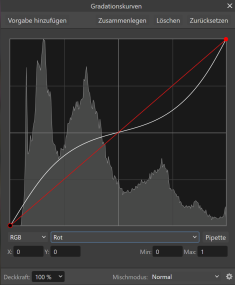 Gradationskurven
Vorgabe hinzufügen Zusammenlegen Löschen Zurücksetzen
RGB Rot Pipette
X: 0 Y: 0 Min: 0 Max: 1
Deckkraft: 100 % Mischmodus: Normal